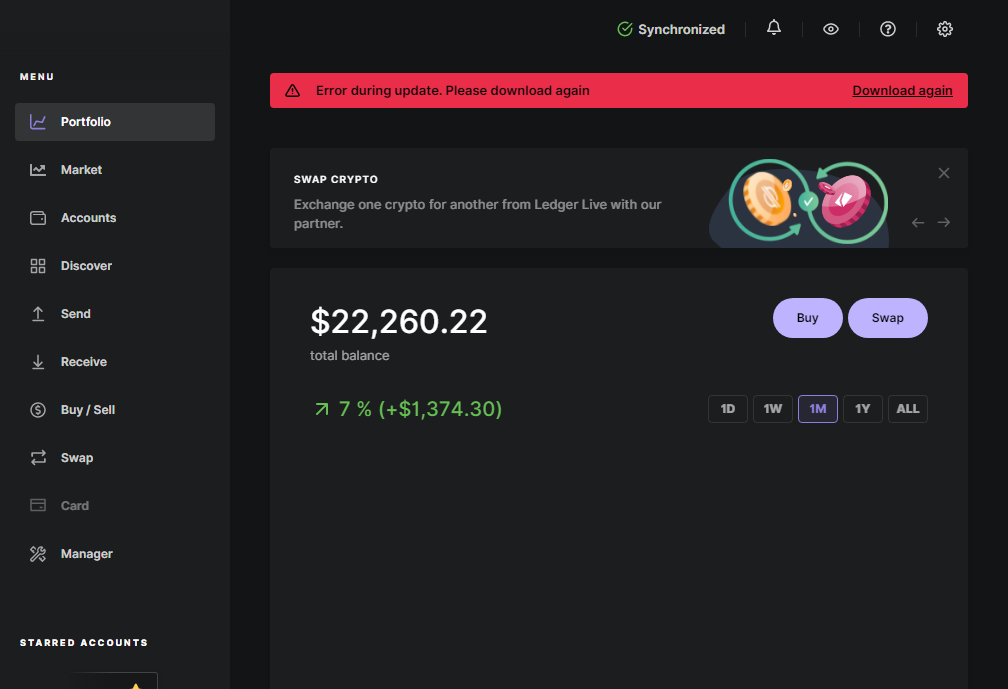 Synchronized
MENU
Error during update. Please download again
Download again
Portfolio
Market
SWAP CRYPTO
Exchange one crypto for another from Ledger Live with our
partner.
Accounts
Discover
Send
$22,260.22
Buy
Swap
total balance
Receive
Buy / Sell
7 % (+$1,374.30)
1D
1W
1M
1Y
ALL
Swap
Card
Manager
STARRED ACCOUNTS